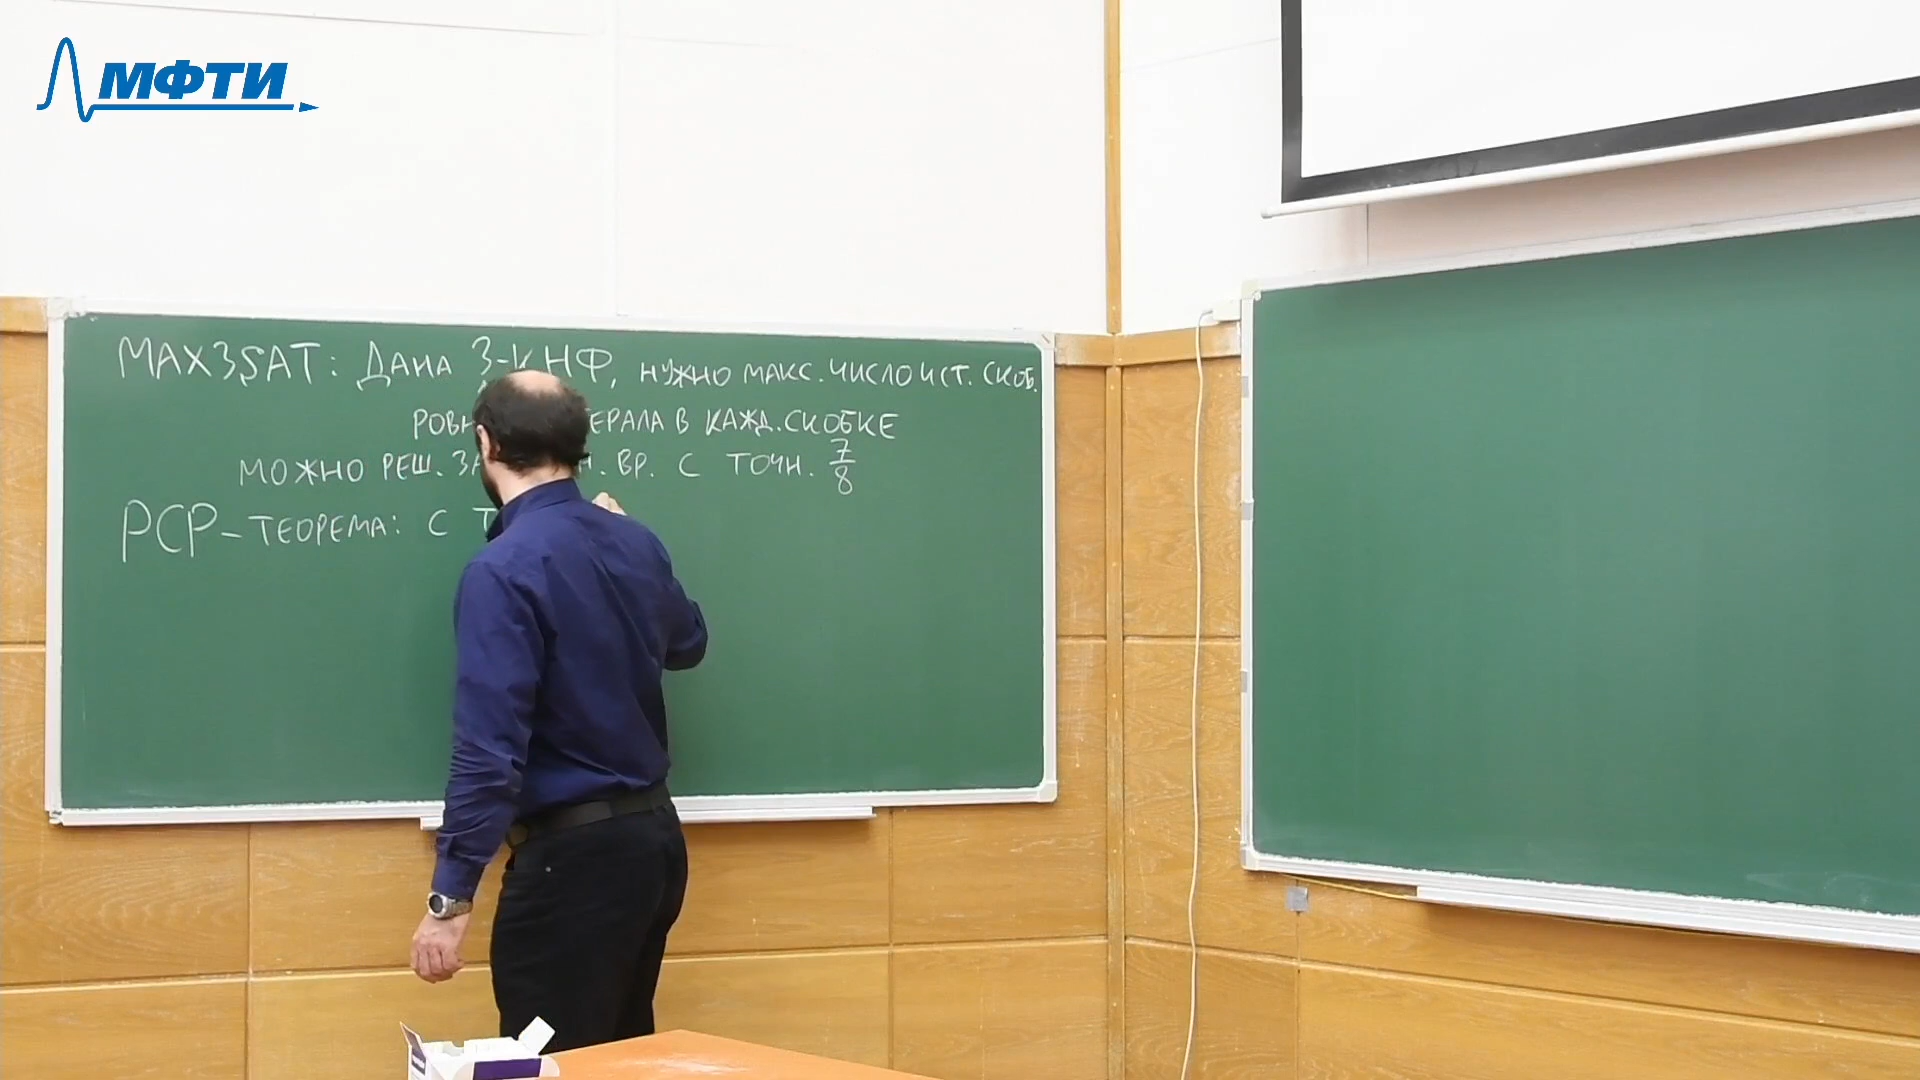 МФТИ
MAX3SAT: ДАНА 3-КНФ, НУЖНО МАКС. ЧИСЛО ИСТ. СКОБ.
В КАЖД. СКОБКЕ
МОЖНО РЕШ. ВР. С ТОЧН. 7/8
PCP-ТЕОРЕМА: С